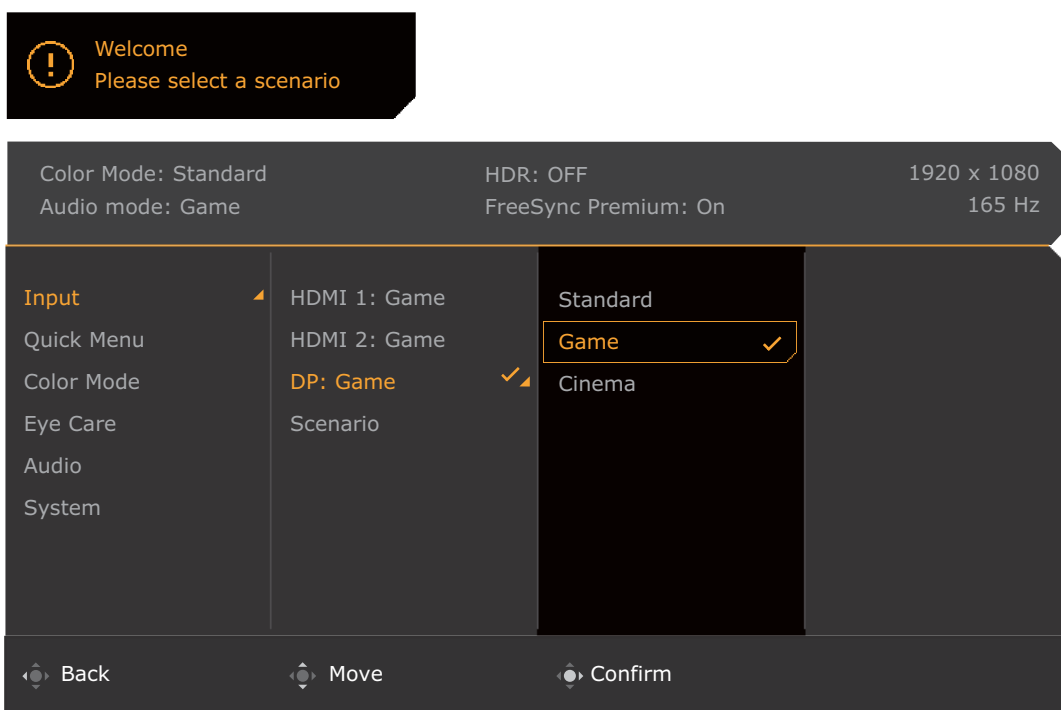 Welcome
Please select a scenario
Color Mode: Standard
HDR: OFF
1920 x 1080
Audio mode: Game
FreeSync Premium: On
165 Hz
Input
Quick Menu
Color Mode
Eye Care
Audio
System
HDMI 1: Game
HDMI 2: Game
DP: Game
Scenario
Standard
Game
Cinema
Back
Move
Confirm